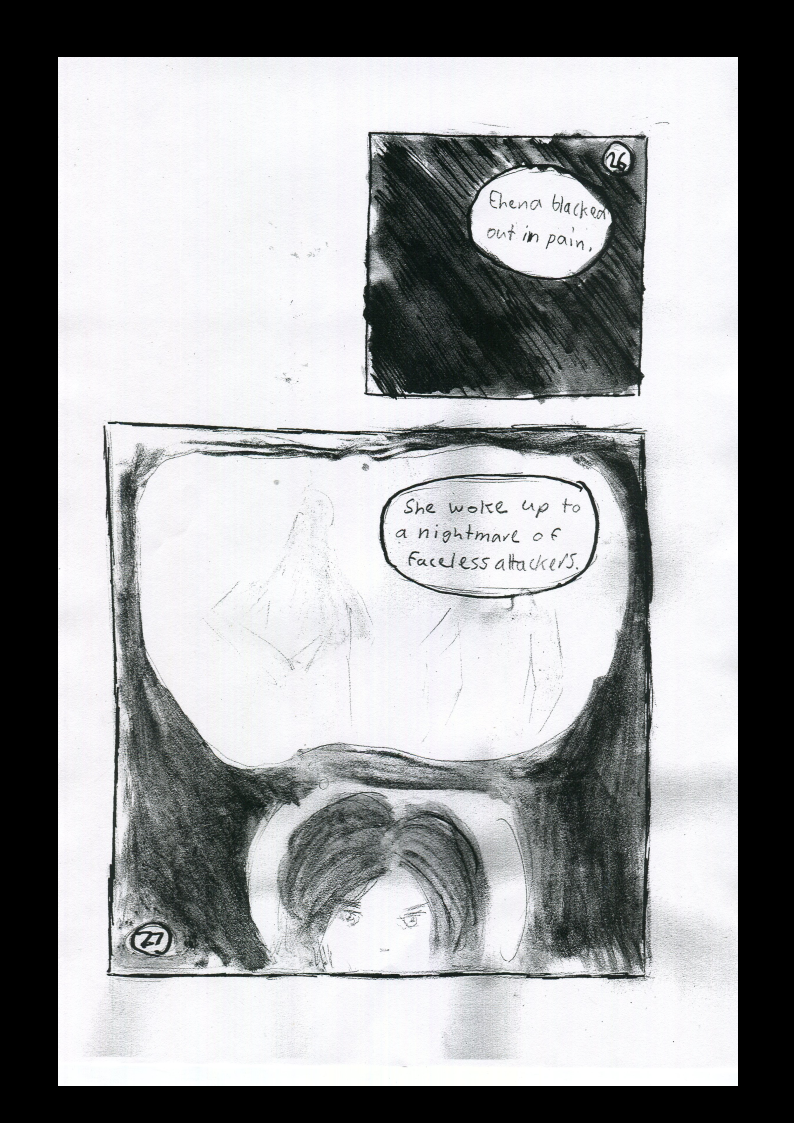 26
Ehena blacked
out in pain.
She woke up to
a nightmare of
faceless attackers.
27